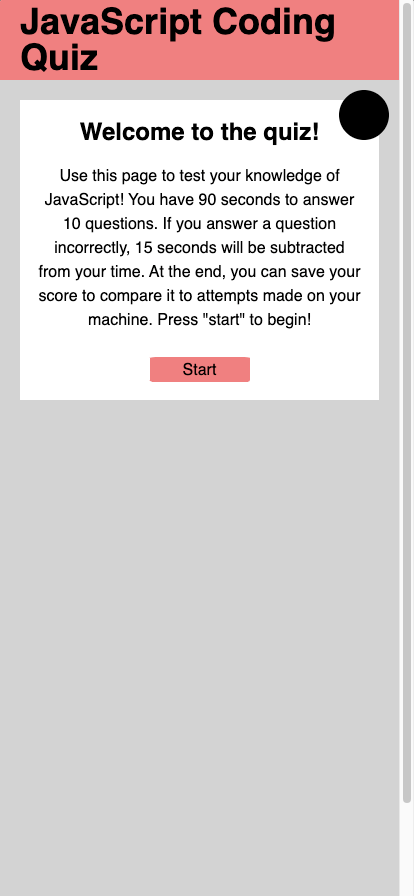 JavaScript Coding
Quiz
Welcome to the quiz!
Use this page to test your knowledge of
JavaScript! You have 90 seconds to answer
10 questions. If you answer a question
incorrectly, 15 seconds will be subtracted
from your time. At the end, you can save your
score to compare it to attempts made on your
machine. Press "start" to begin!
Start